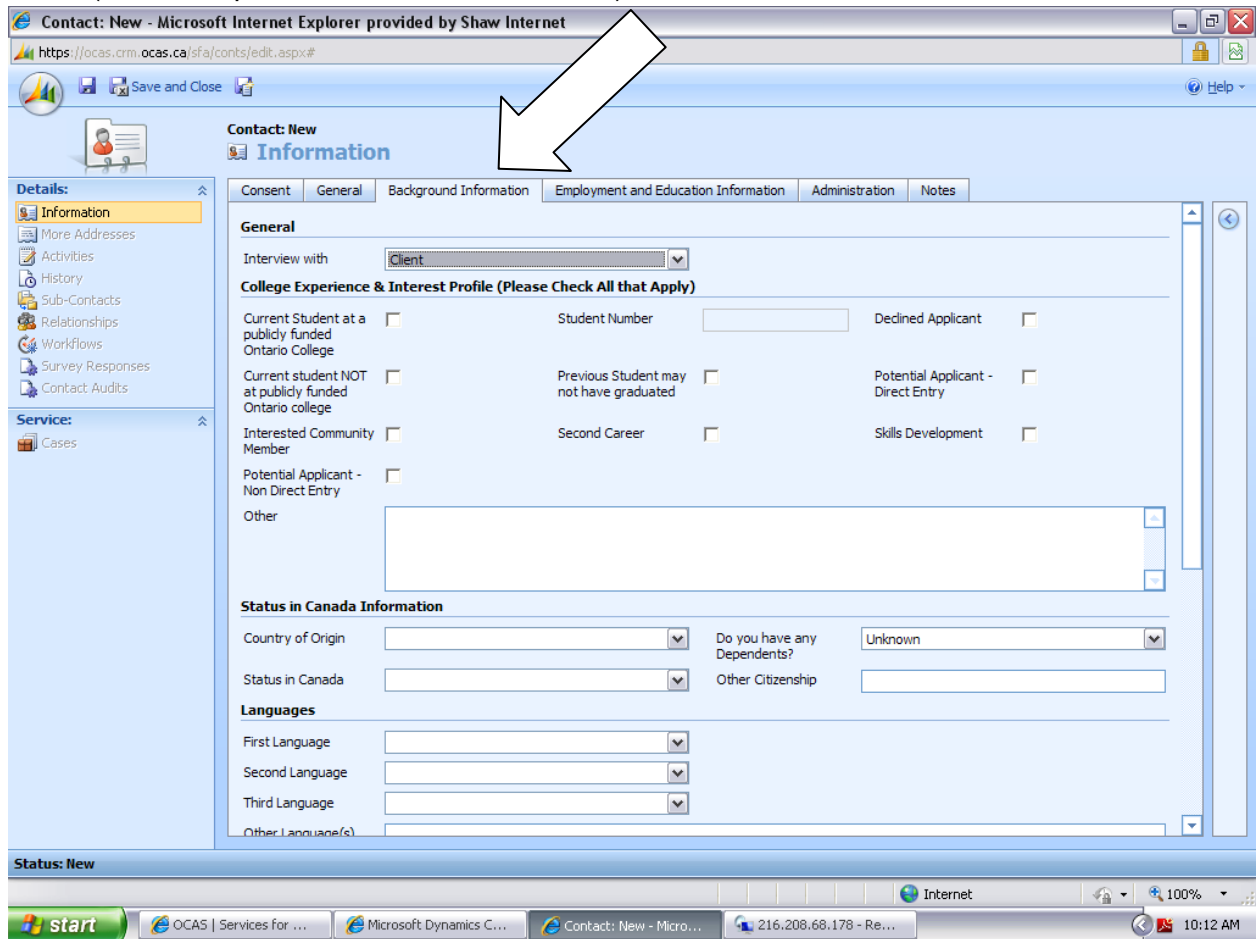 Contact: New - Microsoft Internet Explorer provided by Shaw Internet
https://ocas.crm.ocas.ca/sfa/conts/edit.aspx#
Save and Close
Help
Contact: New
Information
Details:
Information
More Addresses
Activities
History
Sub-Contacts
Relationships
Workflows
Survey Responses
Contact Audits
Service:
Cases
Consent General Background Information Employment and Education Information Administration Notes
General
Interview with Client
College Experience & Interest Profile (Please Check All that Apply)
Current Student at a publicly funded Ontario College
Student Number
Declined Applicant
Current student NOT at publicly funded Ontario college
Previous Student may not have graduated
Potential Applicant - Direct Entry
Interested Community Member
Second Career
Skills Development
Potential Applicant - Non Direct Entry
Other
Status in Canada Information
Country of Origin
Do you have any Dependents? Unknown
Status in Canada
Other Citizenship
Languages
First Language
Second Language
Third Language
Other Language(s)
Status: New
Internet
100%
start
OCAS | Services for ...
Microsoft Dynamics C...
Contact: New - Micro...
216.208.68.178 - Re...
10:12 AM